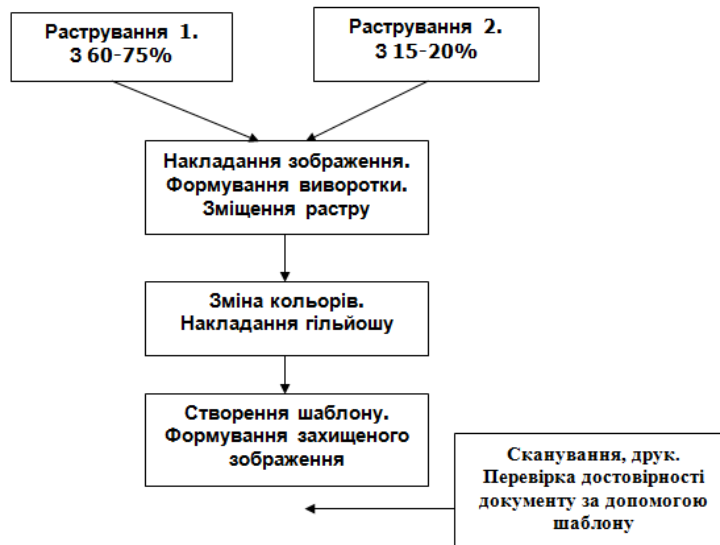 Растрування 1.
З 60-75%
Растрування 2.
З 15-20%
Накладання зображення.
Формування виворотки.
Зміщення растру
Зміна кольорів.
Накладання гільйошу
Створення шаблону.
Формування захищеного
зображення
Сканування, друк.
Перевірка достовірності
документу за допомогою
шаблону